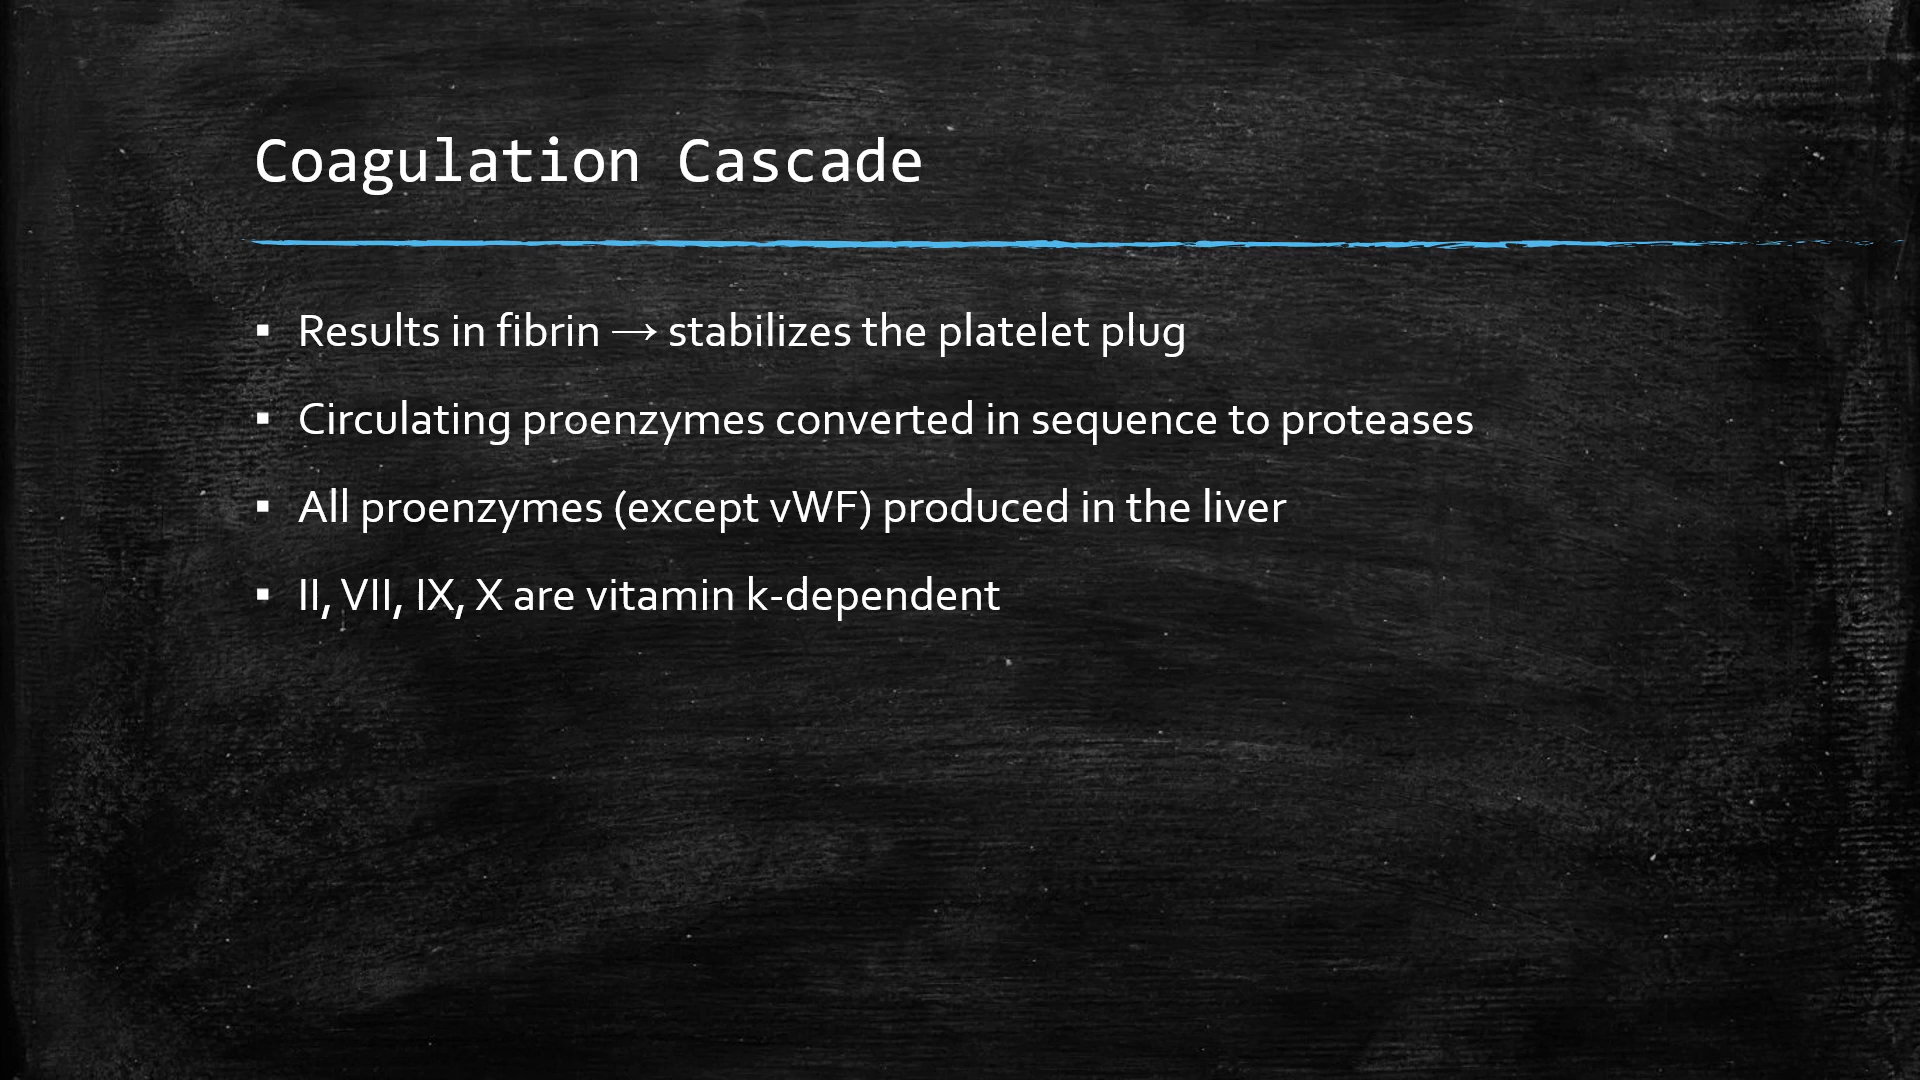 Coagulation Cascade
▪ Results in fibrin → stabilizes the platelet plug
▪ Circulating proenzymes converted in sequence to proteases
▪ All proenzymes (except vWF) produced in the liver
▪ II, VII, IX, X are vitamin k-dependent